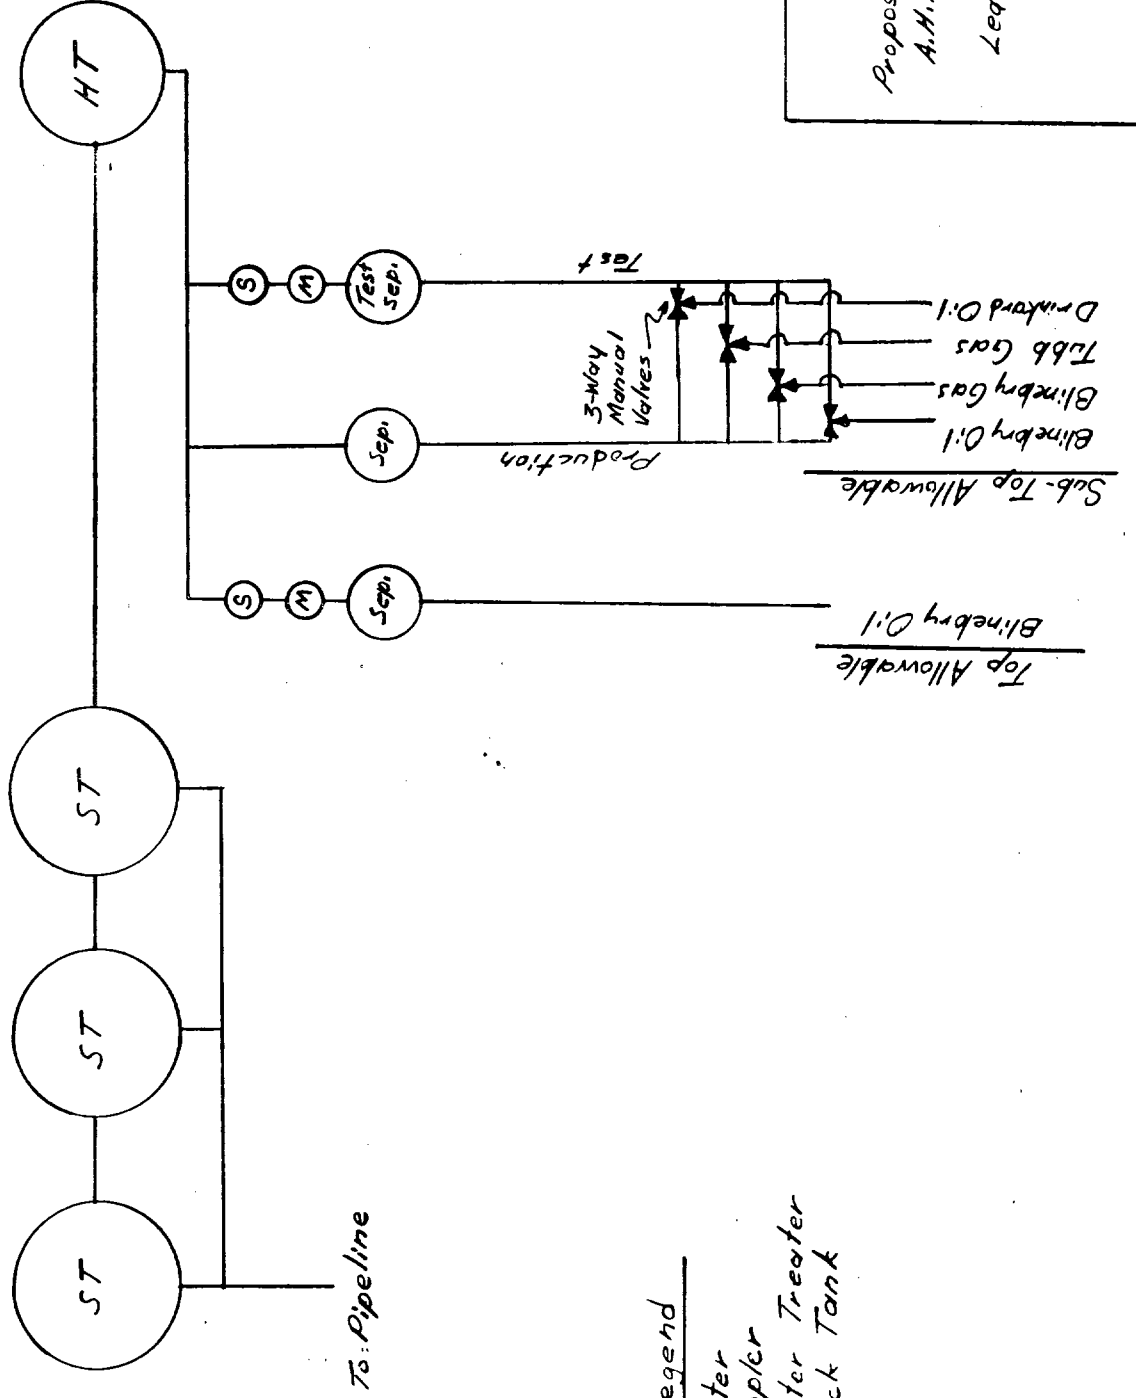 HT
S
M
Test
Sep.
Test
3-Way
Manual
Valves
Drinkard Oil
Tubb Gas
Blinebry Gas
Blinebry Oil
Sub-Top Allowable
Sep.
Production
S
M
Sep.
Blinebry Oil
Top Allowable
ST
ST
ST
To: Pipeline
egend
ter
pler
ter Treater
ck Tank
Propos
A.H.
Lea